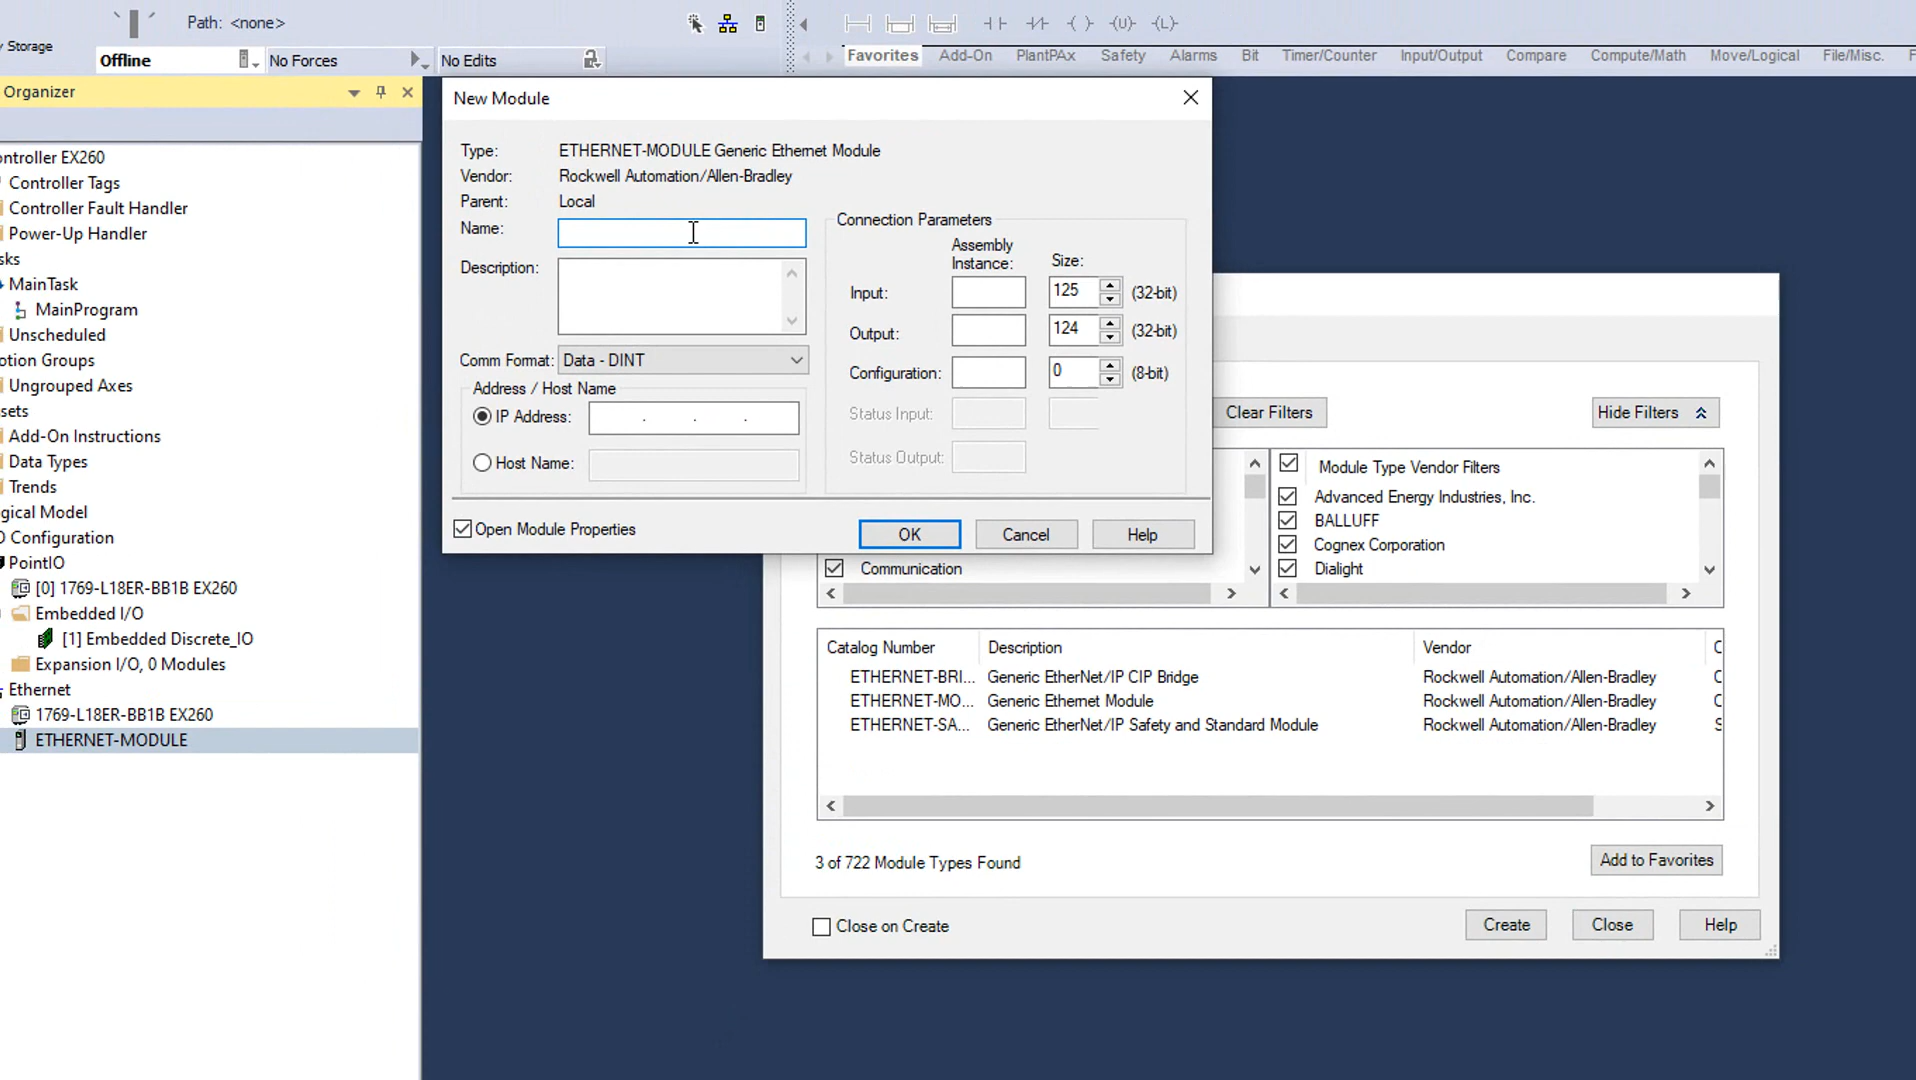 Path: <none>
y Storage
Offline
No Forces
No Edits
Favorites Add-On PlantPAx Safety Alarms Bit Timer/Counter Input/Output Compare Compute/Math Move/Logical File/Misc. F
(U) (L)
Organizer
ontroller EX260
Controller Tags
Controller Fault Handler
Power-Up Handler
sks
MainTask
MainProgram
Unscheduled
otion Groups
Ungrouped Axes
sets
Add-On Instructions
Data Types
Trends
gical Model
O Configuration
PointIO
[0] 1769-L18ER-BB1B EX260
Embedded I/O
[1] Embedded Discrete_IO
Expansion I/O, 0 Modules
Ethernet
1769-L18ER-BB1B EX260
ETHERNET-MODULE
New Module
Type: ETHERNET-MODULE Generic Ethernet Module
Vendor: Rockwell Automation/Allen-Bradley
Parent: Local
Name:
Description:
Comm Format: Data - DINT
Address / Host Name
IP Address: . . .
Host Name:
Connection Parameters
Assembly
Instance: Size:
Input: 125 (32-bit)
Output: 124 (32-bit)
Configuration: 0 (8-bit)
Status Input:
Status Output:
Open Module Properties
OK Cancel Help
Clear Filters Hide Filters
Module Type Vendor Filters
Advanced Energy Industries, Inc.
BALLUFF
Cognex Corporation
Communication Dialight
Catalog Number Description Vendor C
ETHERNET-BRI... Generic EtherNet/IP CIP Bridge Rockwell Automation/Allen-Bradley C
ETHERNET-MO... Generic Ethernet Module Rockwell Automation/Allen-Bradley C
ETHERNET-SA... Generic EtherNet/IP Safety and Standard Module Rockwell Automation/Allen-Bradley S
3 of 722 Module Types Found
Add to Favorites
Close on Create
Create Close Help